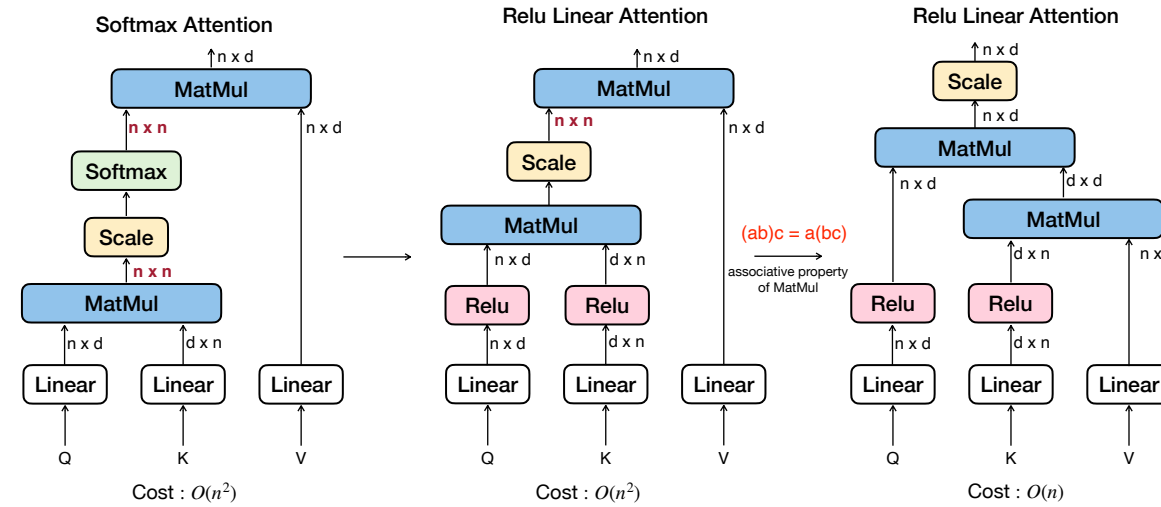 Softmax Attention
n x d
MatMul
n x n
n x d
Softmax
Scale
n x n
MatMul
n x d
d x n
Linear
Linear
Linear
Q
K
V
Cost : O(n²)
Relu Linear Attention
n x d
MatMul
n x n
n x d
Scale
MatMul
n x d
d x n
Relu
Relu
n x d
d x n
Linear
Linear
Linear
Q
K
V
Cost : O(n²)
(ab)c = a(bc)
associative property
of MatMul
Relu Linear Attention
n x d
Scale
n x d
MatMul
n x d
d x d
MatMul
d x n
n x
Relu
Relu
n x d
d x n
Linear
Linear
Linear
Q
K
V
Cost : O(n)